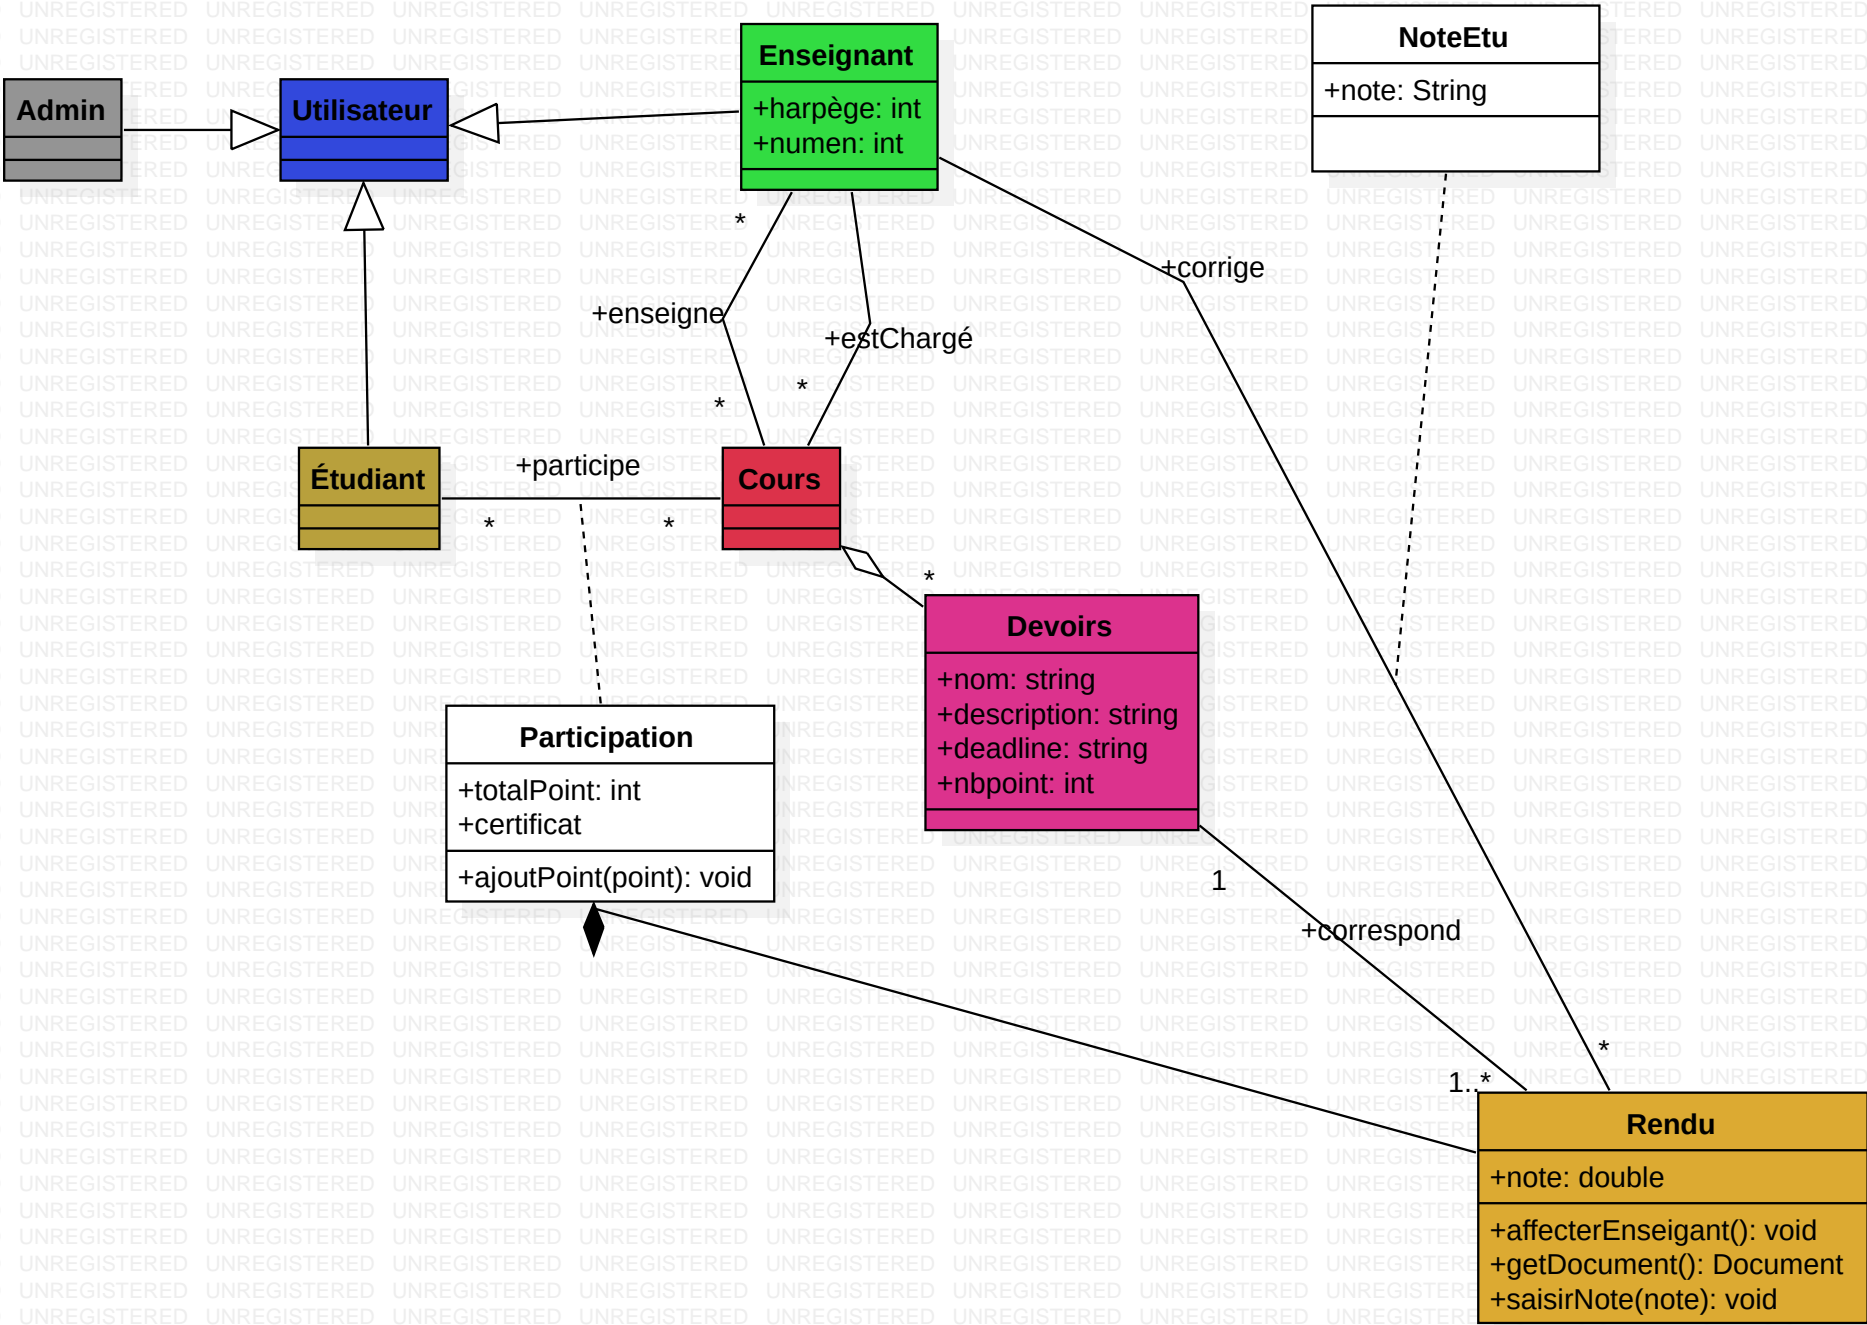 NoteEtu
+note: String
Enseignant
+harpège: int
+numen: int
Admin
Utilisateur
*
+corrige
+enseigne
+estChargé
*
*
Étudiant
+participe
Cours
*
*
*
Devoirs
+nom: string
+description: string
+deadline: string
+nbpoint: int
Participation
+totalPoint: int
+certificat
+ajoutPoint(point): void
1
+correspond
*
1..*
Rendu
+note: double
+affecterEnseigant(): void
+getDocument(): Document
+saisirNote(note): void
UNREGISTERED